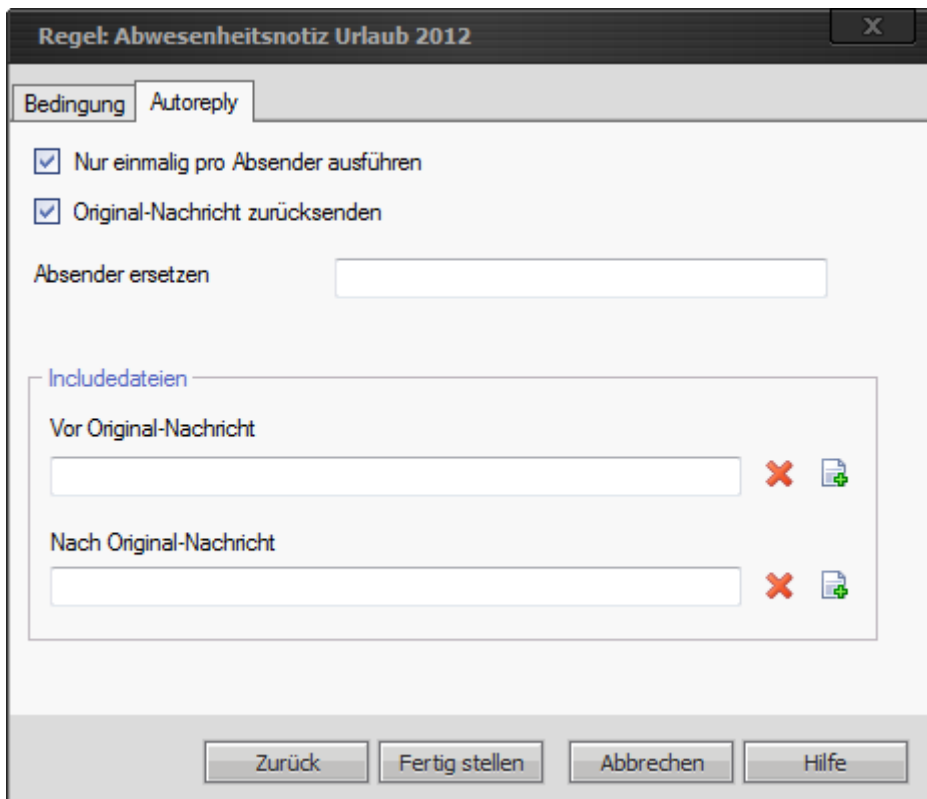 Regel: Abwesenheitsnotiz Urlaub 2012
X
Bedingung
Autoreply
Nur einmalig pro Absender ausführen
Original-Nachricht zurücksenden
Absender ersetzen
Includedateien
Vor Original-Nachricht
Nach Original-Nachricht
Zurück
Fertig stellen
Abbrechen
Hilfe